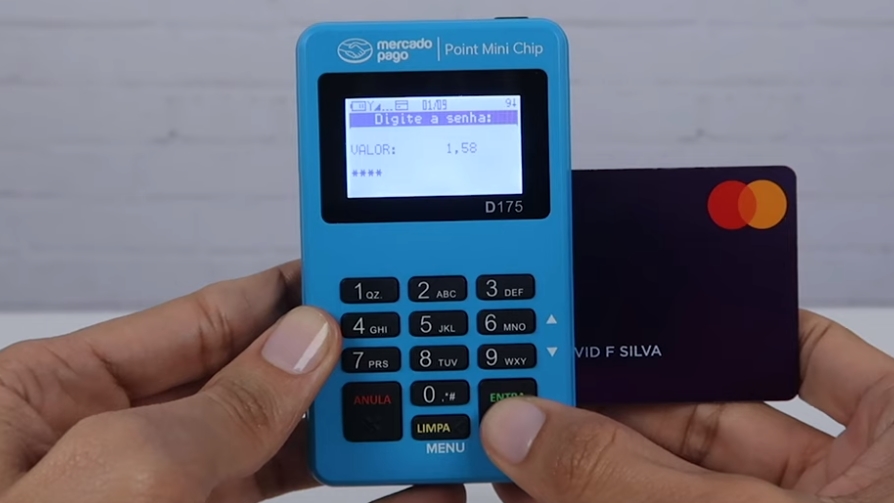 mercado pago | Point Mini Chip
01/09
Digite a senha:
VALOR: 1,58
****
D175
1 QZ. 2 ABC 3 DEF
4 GHI 5 JKL 6 MNO
7 PRS 8 TUV 9 WXY
ANULA 0 .*# ENTRA
LIMPA
MENU
VID F SILVA